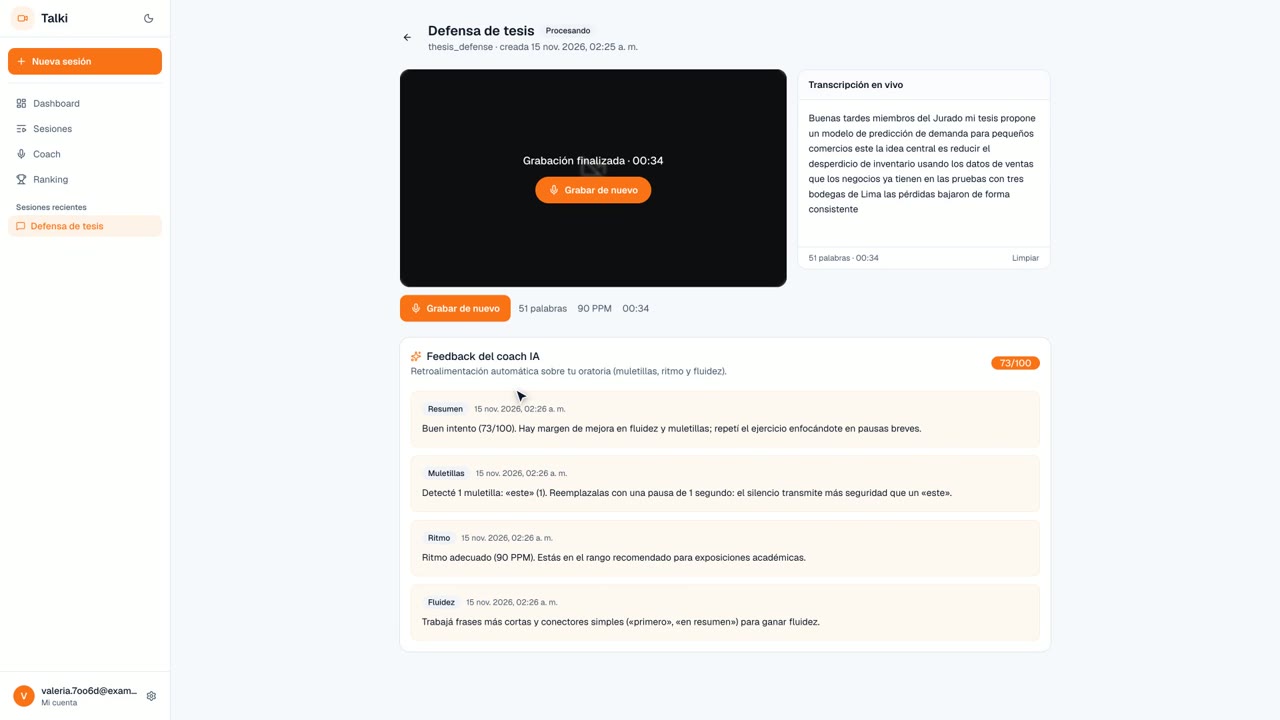 Talki
Nueva sesión
Dashboard
Sesiones
Coach
Ranking
Sesiones recientes
Defensa de tesis
V
valeria.7oo6d@exam...
Mi cuenta
Defensa de tesis Procesando
thesis_defense · creada 15 nov. 2026, 02:25 a. m.
Grabación finalizada · 00:34
Grabar de nuevo
Grabar de nuevo 51 palabras 90 PPM 00:34
Transcripción en vivo
Buenas tardes miembros del Jurado mi tesis propone
un modelo de predicción de demanda para pequeños
comercios este la idea central es reducir el
desperdicio de inventario usando los datos de ventas
que los negocios ya tienen en las pruebas con tres
bodegas de Lima las pérdidas bajaron de forma
consistente
51 palabras · 00:34 Limpiar
Feedback del coach IA
Retroalimentación automática sobre tu oratoria (muletillas, ritmo y fluidez).
73/100
Resumen 15 nov. 2026, 02:26 a. m.
Buen intento (73/100). Hay margen de mejora en fluidez y muletillas; repetí el ejercicio enfocándote en pausas breves.
Muletillas 15 nov. 2026, 02:26 a. m.
Detecté 1 muletilla: «este» (1). Reemplazalas con una pausa de 1 segundo: el silencio transmite más seguridad que un «este».
Ritmo 15 nov. 2026, 02:26 a. m.
Ritmo adecuado (90 PPM). Estás en el rango recomendado para exposiciones académicas.
Fluidez 15 nov. 2026, 02:26 a. m.
Trabajá frases más cortas y conectores simples («primero», «en resumen») para ganar fluidez.